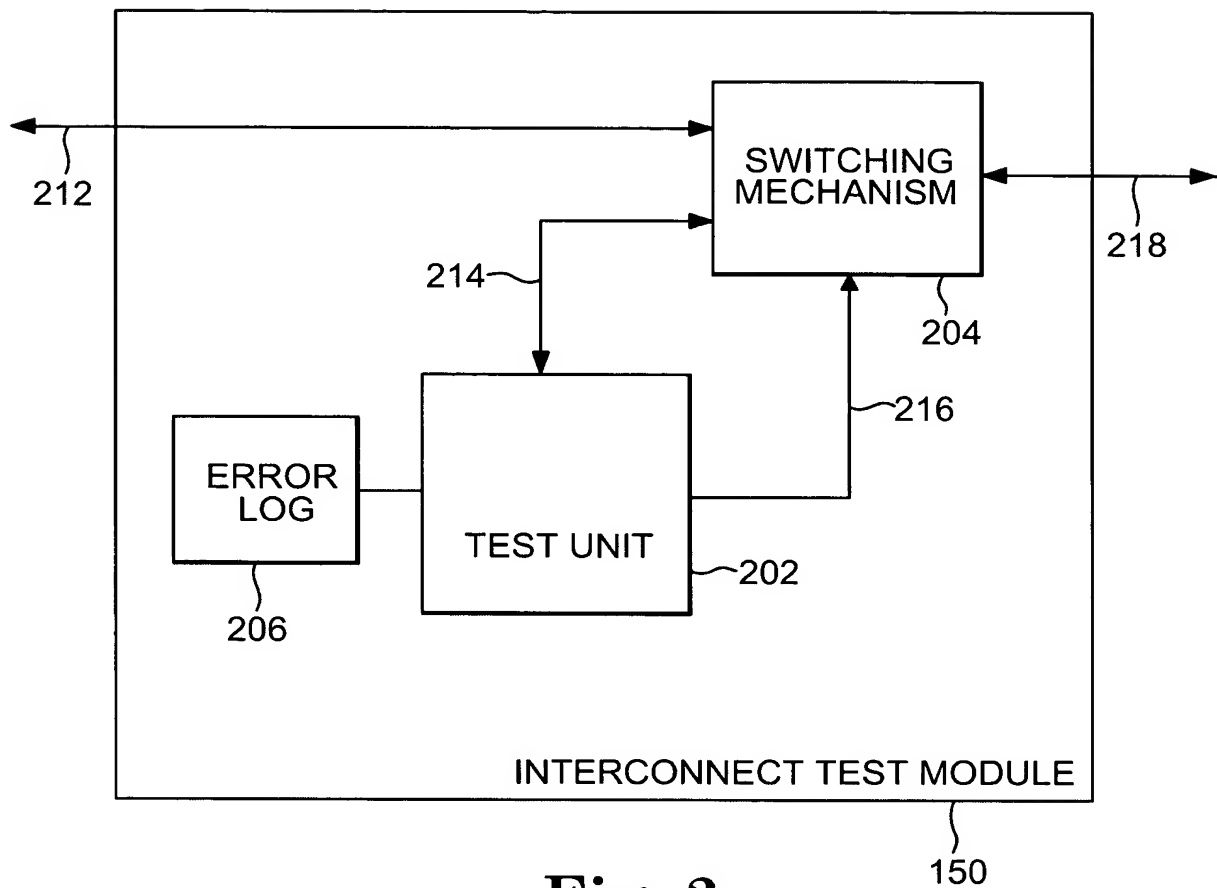 212
SWITCHING
MECHANISM
218
214
204
216
ERROR
LOG
TEST UNIT
202
206
INTERCONNECT TEST MODULE
150